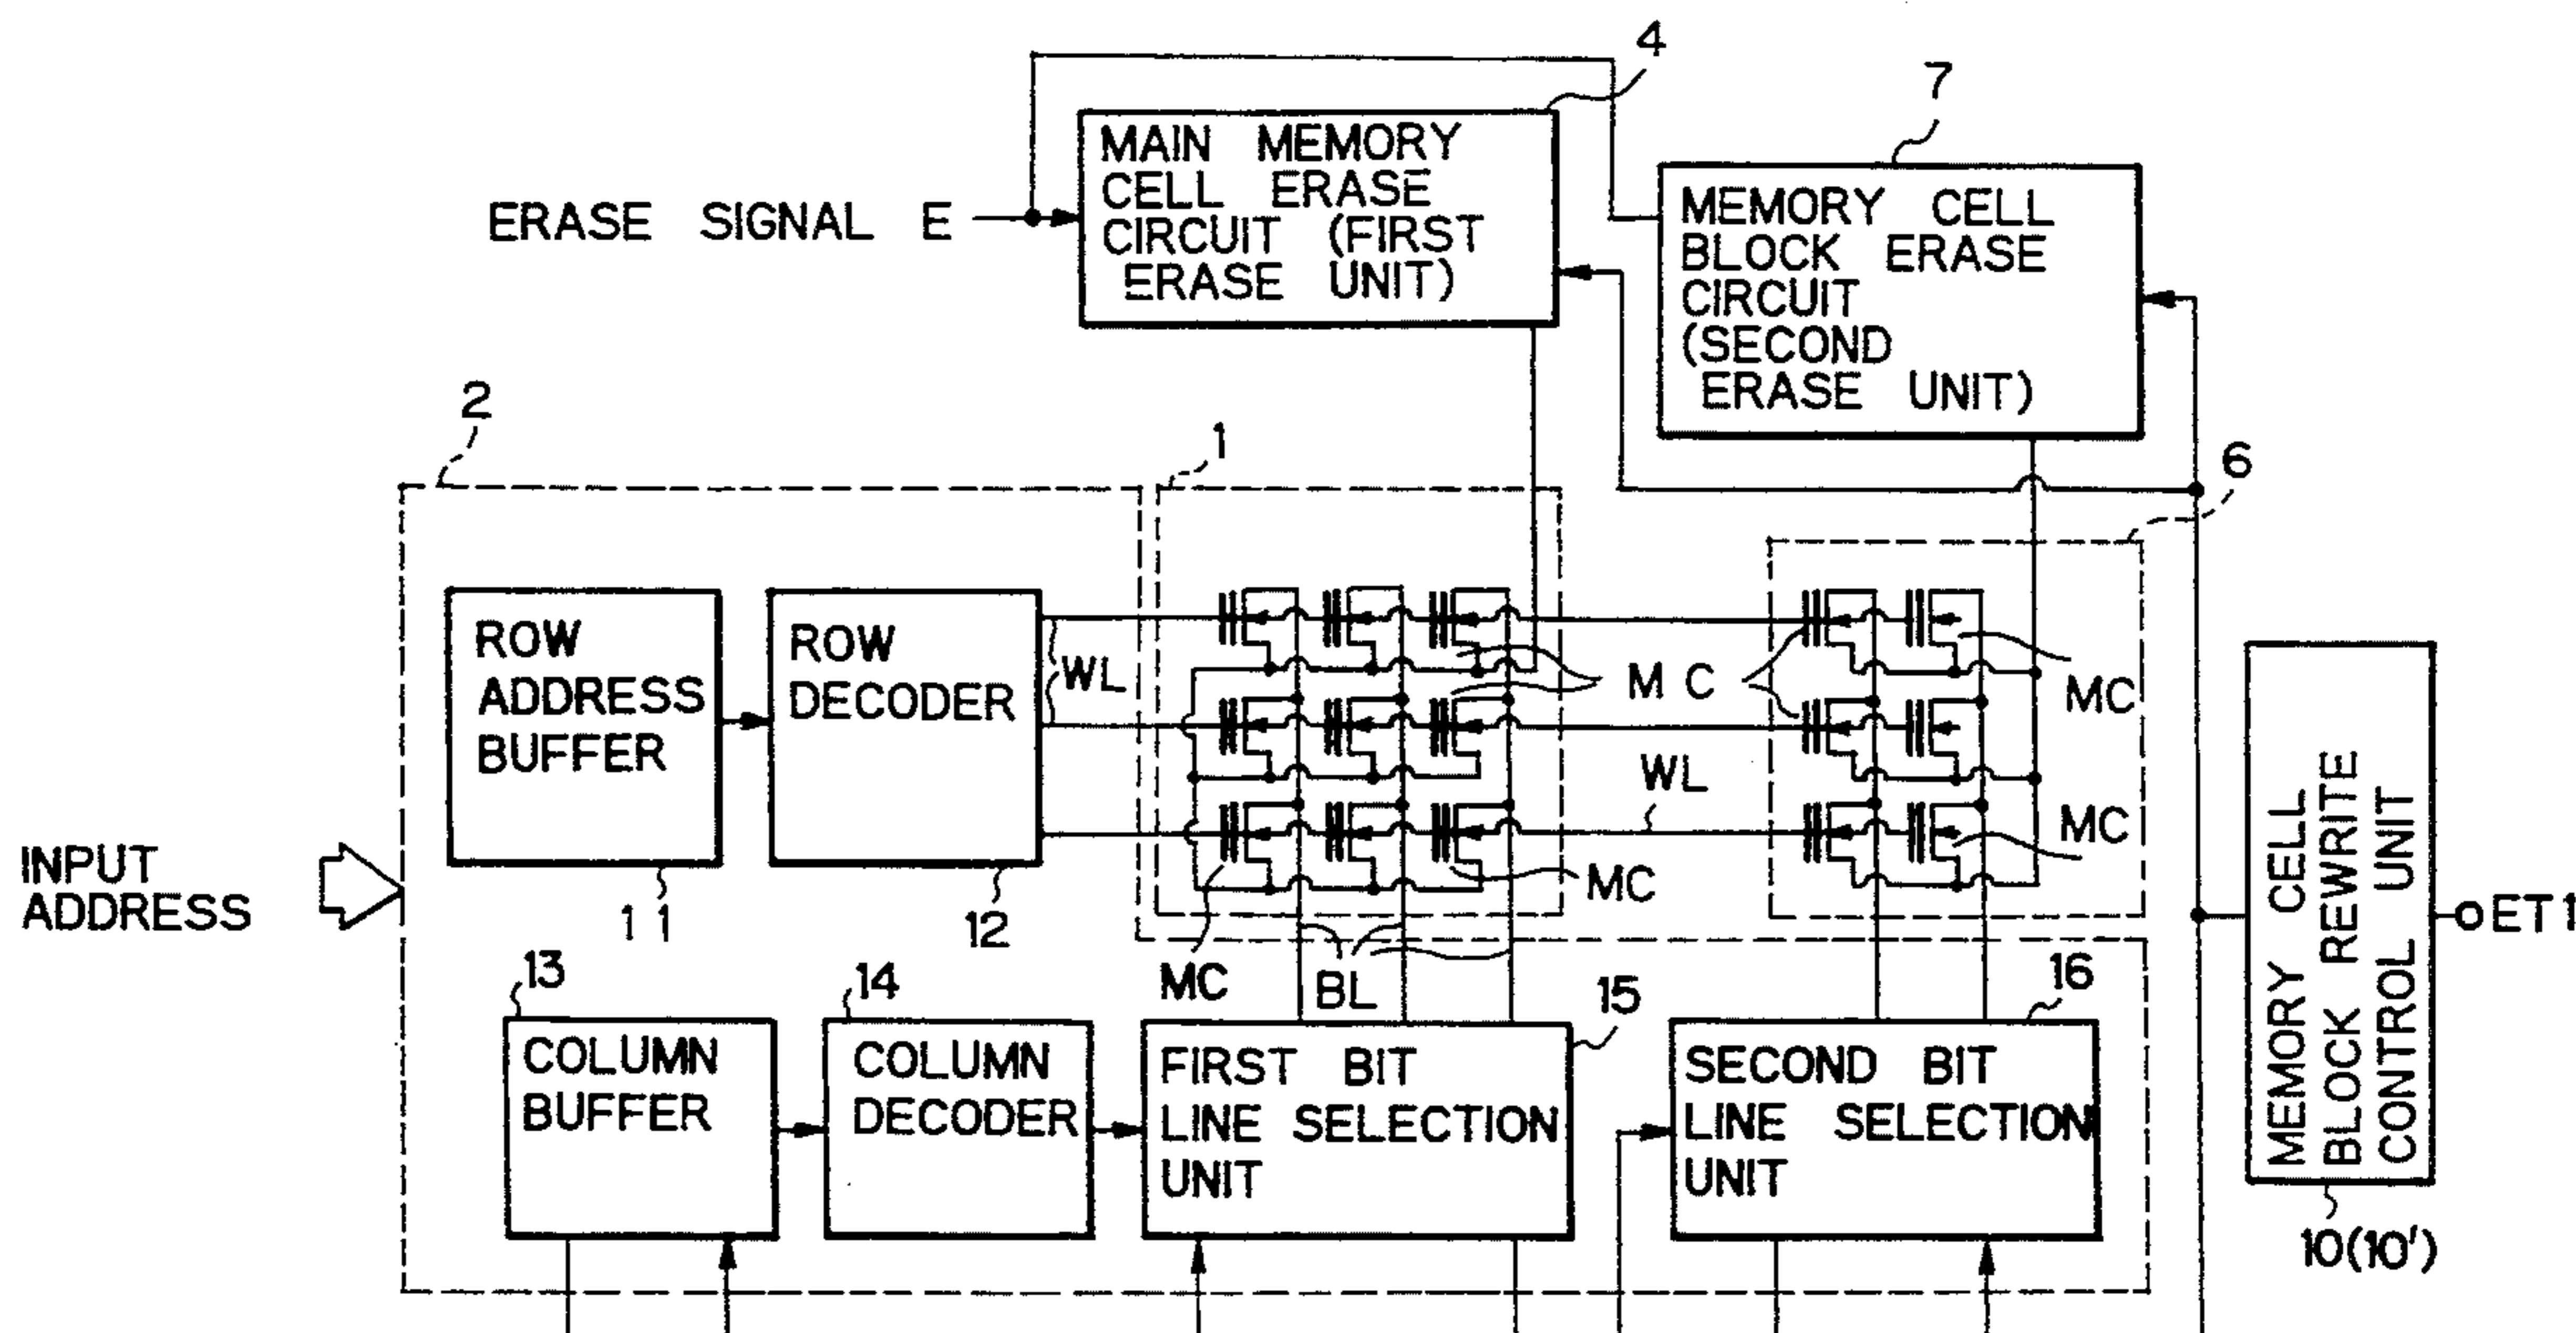 4
7
MAIN MEMORY
CELL ERASE
CIRCUIT (FIRST
ERASE UNIT)
MEMORY CELL
BLOCK ERASE
CIRCUIT
(SECOND
ERASE UNIT)
ERASE SIGNAL E
2
1
6
ROW
ADDRESS
BUFFER
ROW
DECODER
WL
M C
MC
WL
MC
MC
INPUT
ADDRESS
11
12
MC
BL
MEMORY CELL
BLOCK REWRITE
CONTROL UNIT
ET1
13
14
15
16
COLUMN
BUFFER
COLUMN
DECODER
FIRST BIT
LINE SELECTION
UNIT
SECOND BIT
LINE SELECTION
UNIT
10(10')